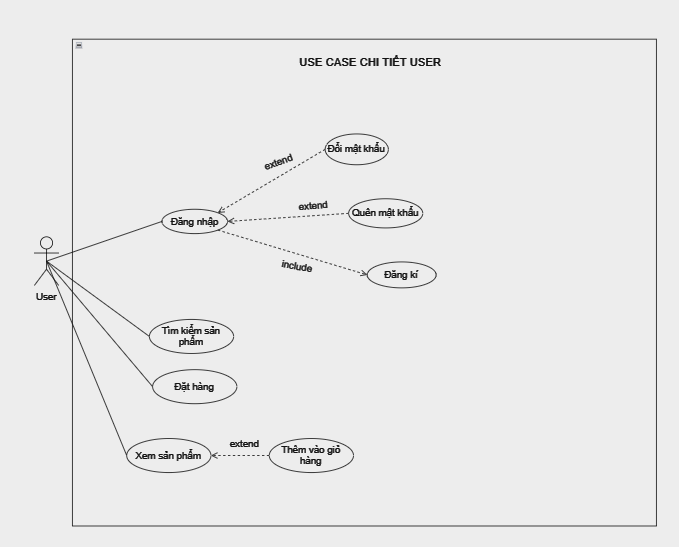 USE CASE CHI TIẾT USER
extend
Đổi mật khẩu
extend
Quên mật khẩu
Đăng nhập
include
Đăng kí
User
Tìm kiếm sản
phẩm
Đặt hàng
extend
Xem sản phẩm
Thêm vào giỏ
hàng